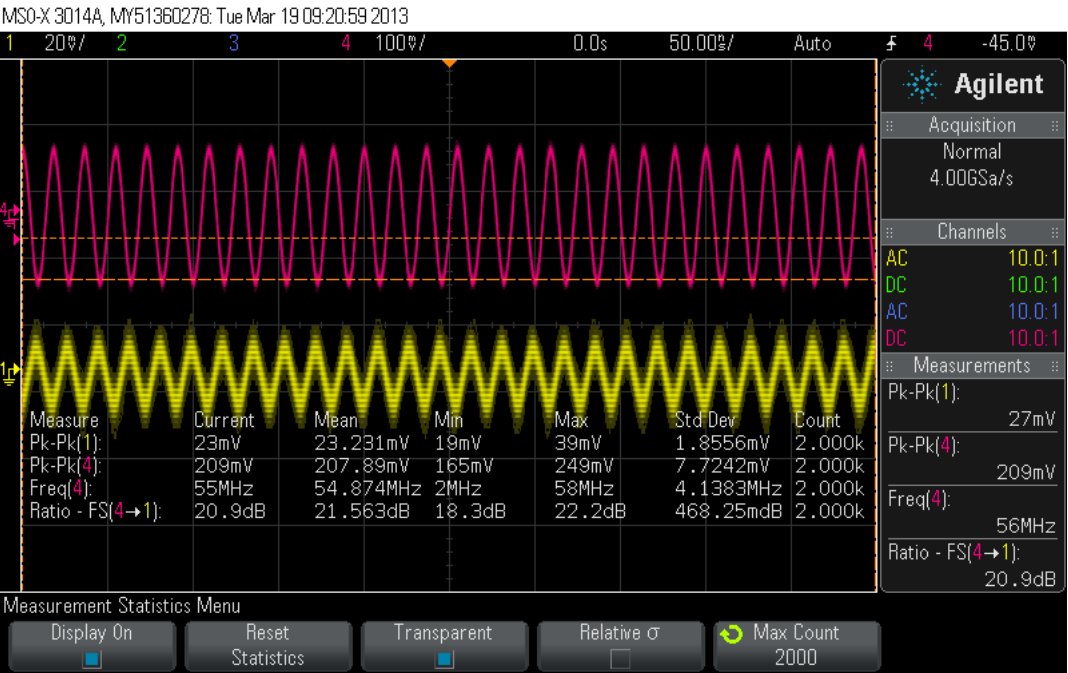 MSO-X 3014A, MY51360278: Tue Mar 19 09:20:59 2013
1 20mV/ 2 3 4 100mV/ 0.0s 50.00ns/ Auto 4 -45.0mV
Agilent
Acquisition
Normal
4.00GSa/s
Channels
AC 10.0:1
DC 10.0:1
AC 10.0:1
DC 10.0:1
Measurements
Pk-Pk(1):
27mV
Pk-Pk(4):
209mV
Freq(4):
56MHz
Ratio - FS(4→1):
20.9dB
4
1
Measure Current Mean Min Max Std Dev Count
Pk-Pk(1): 23mV 23.231mV 19mV 39mV 1.8556mV 2.000k
Pk-Pk(4): 209mV 207.89mV 165mV 249mV 7.7242mV 2.000k
Freq(4): 55MHz 54.874MHz 2MHz 58MHz 4.1383MHz 2.000k
Ratio - FS(4→1): 20.9dB 21.563dB 18.3dB 22.2dB 468.25mdB 2.000k
Measurement Statistics Menu
Display On
Reset
Statistics
Transparent
Relative σ
Max Count
2000